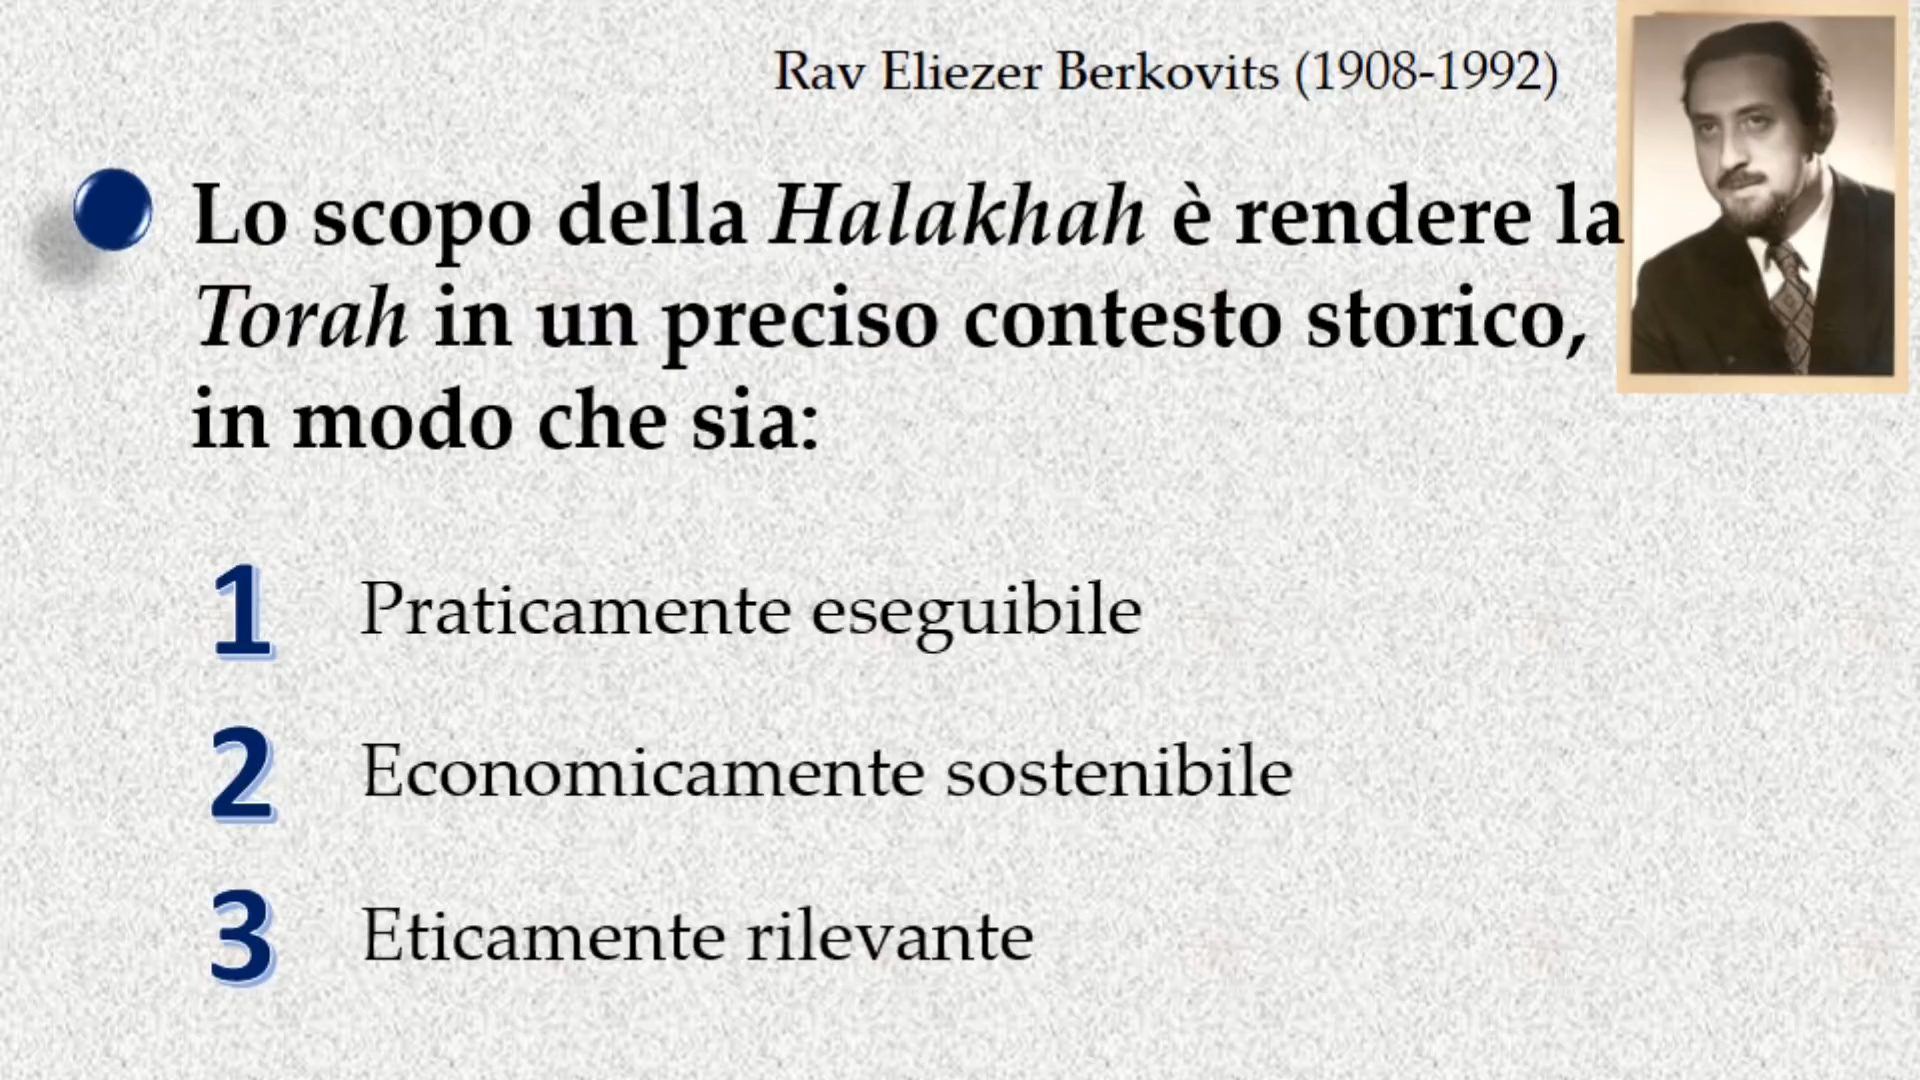 Rav Eliezer Berkovits (1908-1992)
Lo scopo della Halakhah è rendere la
Torah in un preciso contesto storico,
in modo che sia:
1 Praticamente eseguibile
2 Economicamente sostenibile
3 Eticamente rilevante